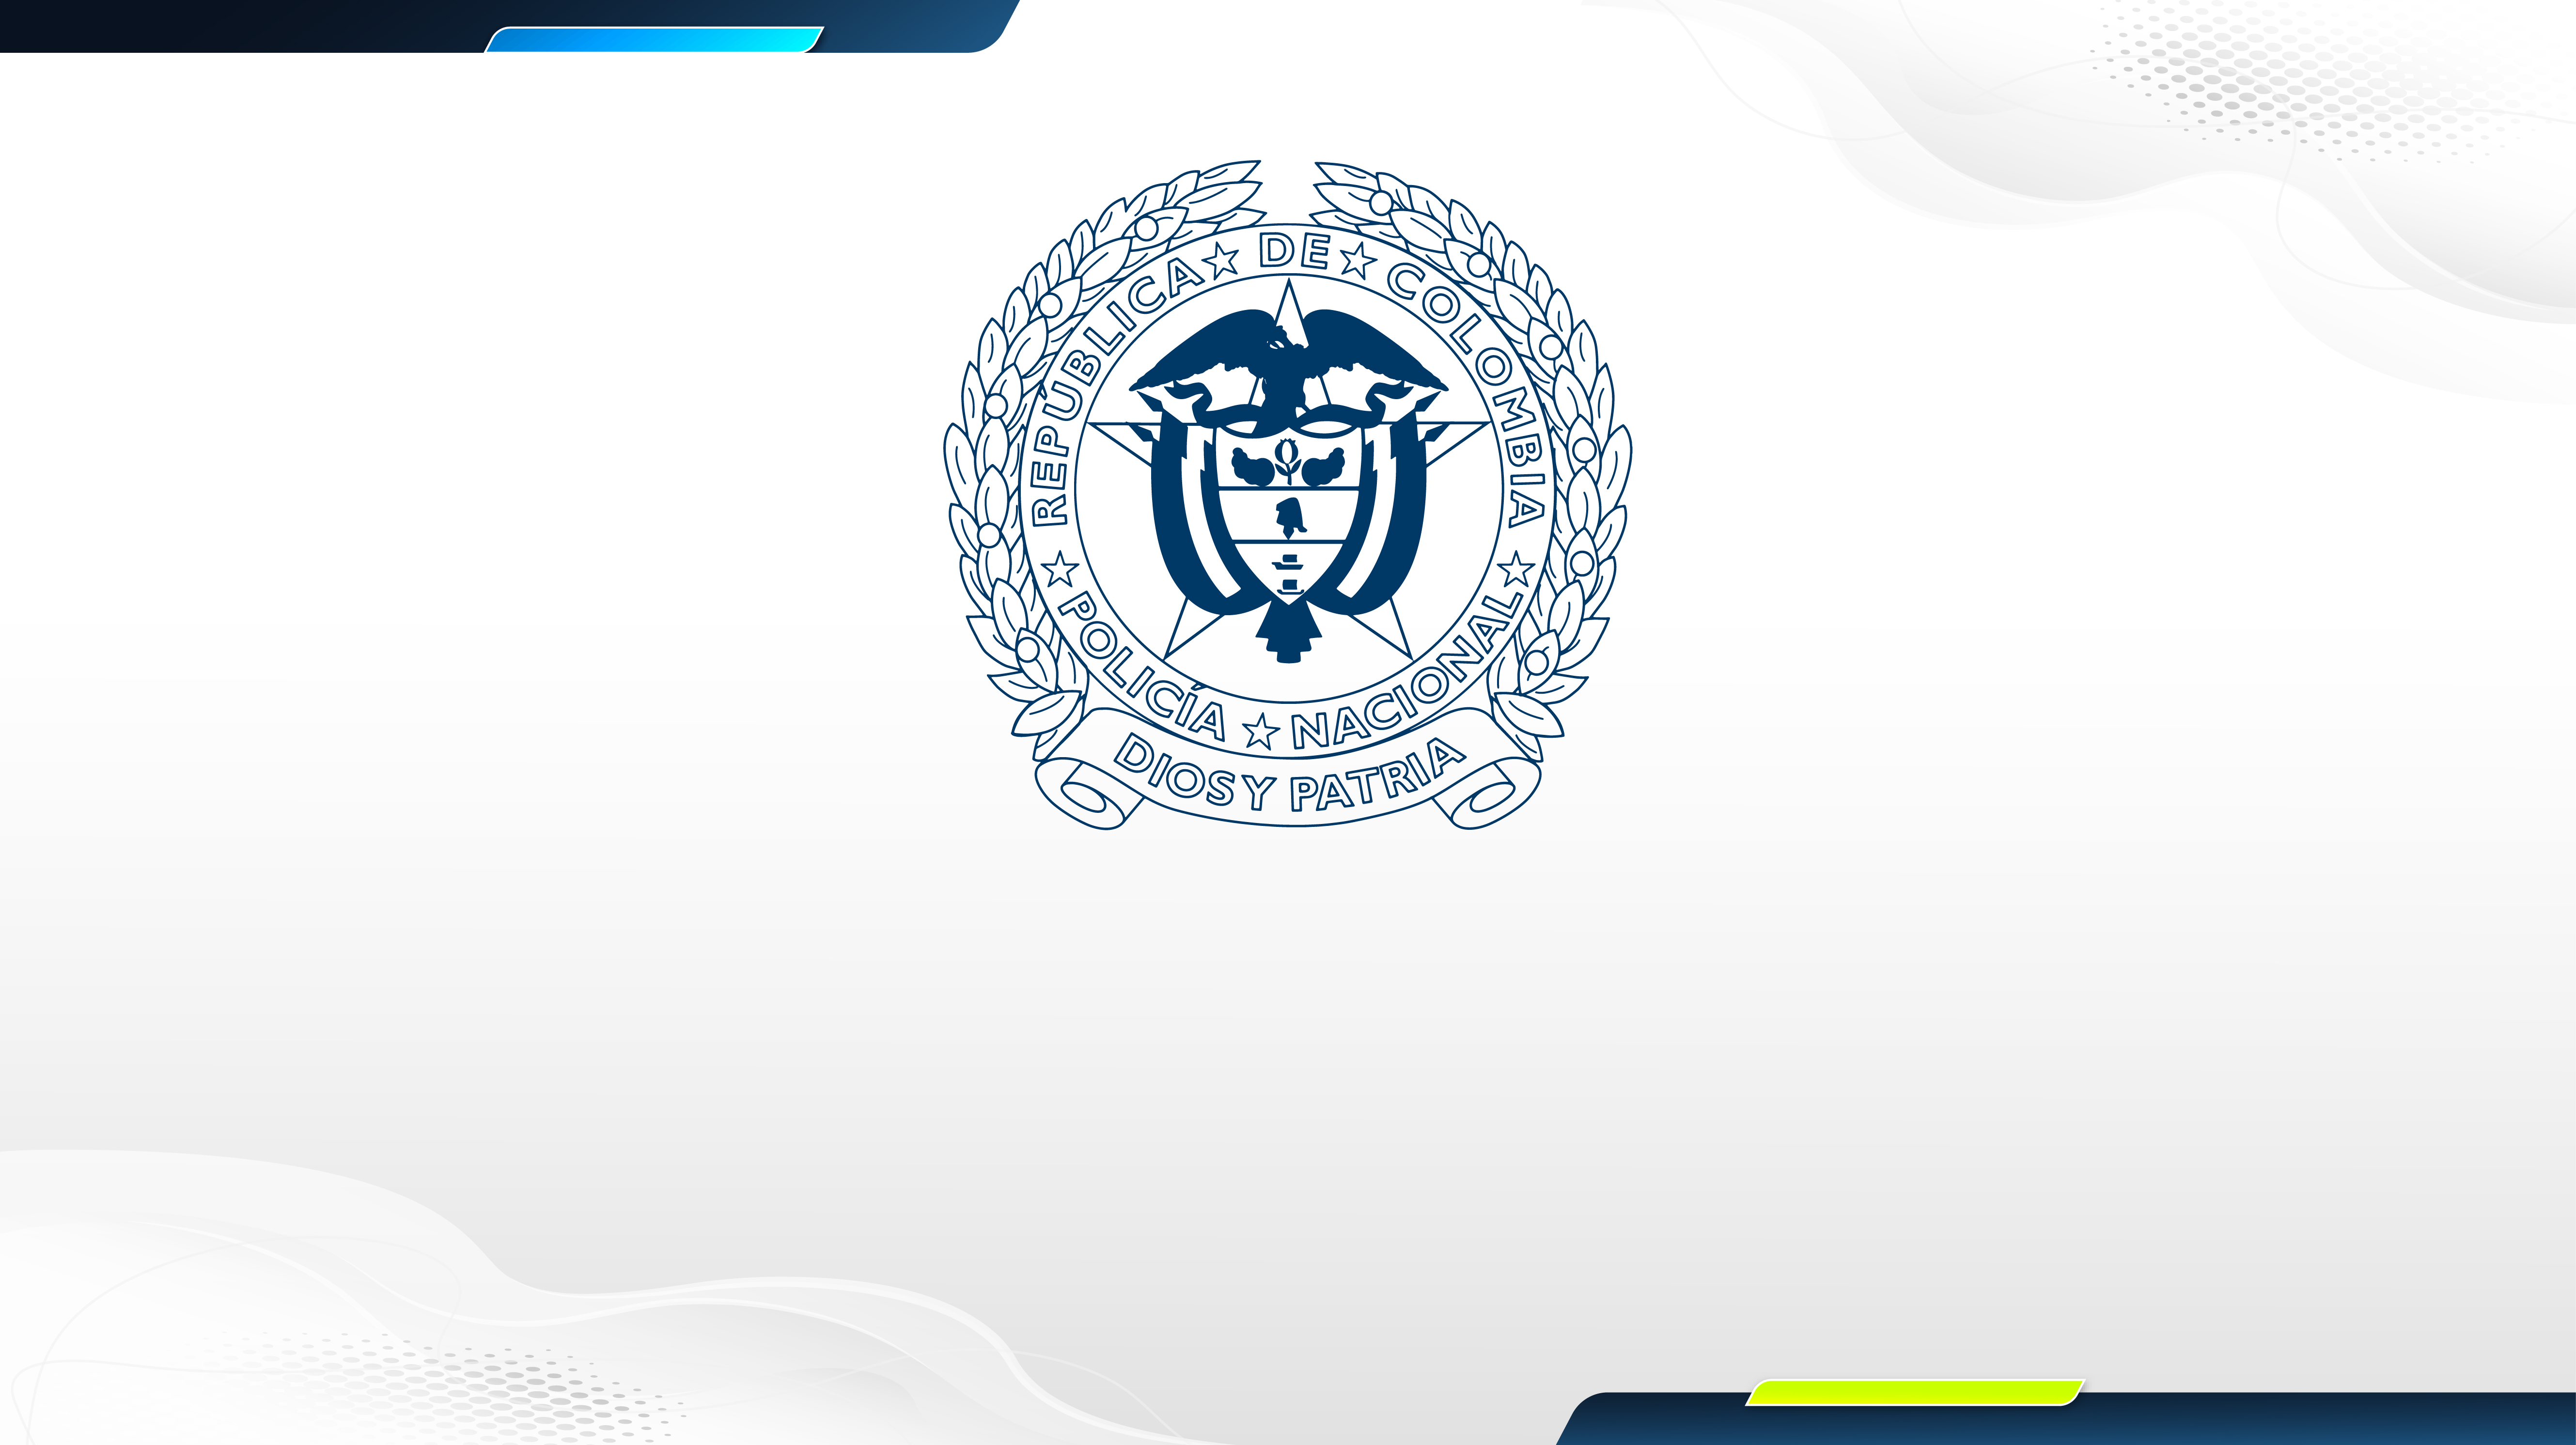 REPÚBLICA ★ DE ★ COLOMBIA
★ POLICÍA ★ NACIONAL ★
DIOS Y PATRIA